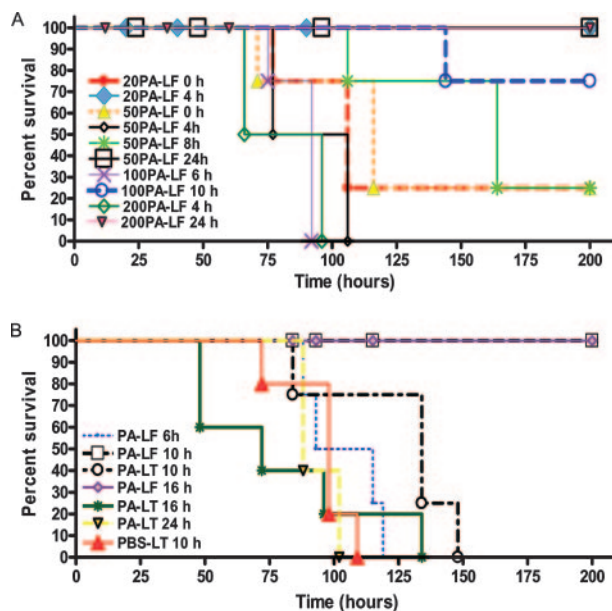 A
Percent survival
100
90
80
70
60
50
40
30
20
10
0
20PA-LF 0 h
20PA-LF 4 h
50PA-LF 0 h
50PA-LF 4h
50PA-LF 8h
50PA-LF 24h
100PA-LF 6 h
100PA-LF 10 h
200PA-LF 4 h
200PA-LF 24 h
0 25 50 75 100 125 150 175 200
Time (hours)
B
Percent survival
100
90
80
70
60
50
40
30
20
10
0
PA-LF 6h
PA-LF 10 h
PA-LT 10 h
PA-LF 16 h
PA-LT 16 h
PA-LT 24 h
PBS-LT 10 h
0 25 50 75 100 125 150 175 200
Time (hours)